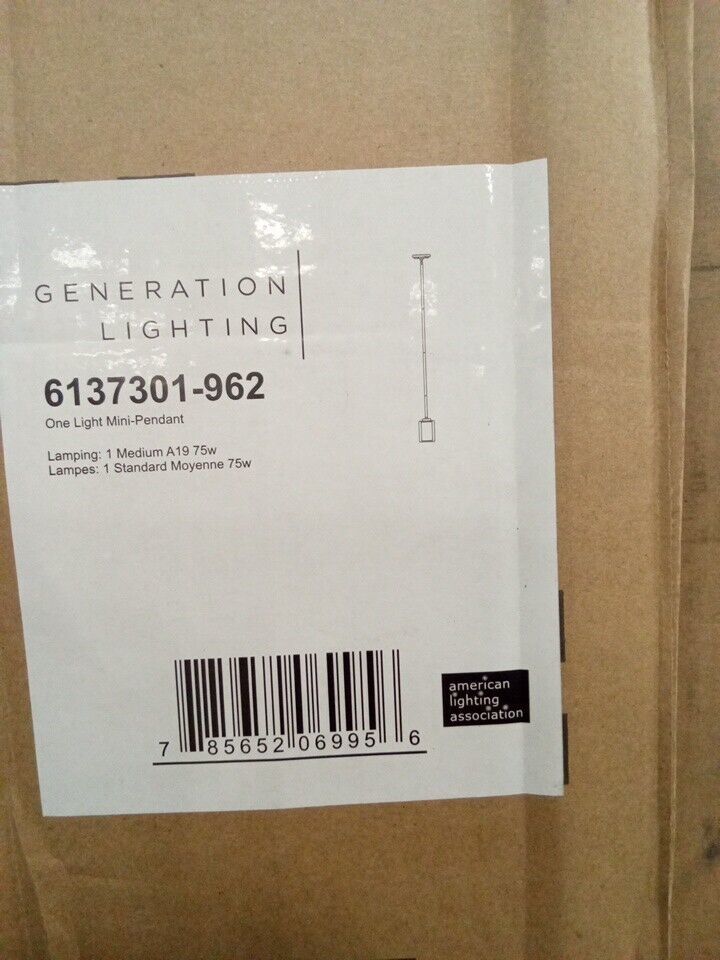 GENERATION
LIGHTING
6137301-962
One Light Mini-Pendant
Lamping: 1 Medium A19 75w
Lampes: 1 Standard Moyenne 75w
7 85652 06995 6
american
lighting
association